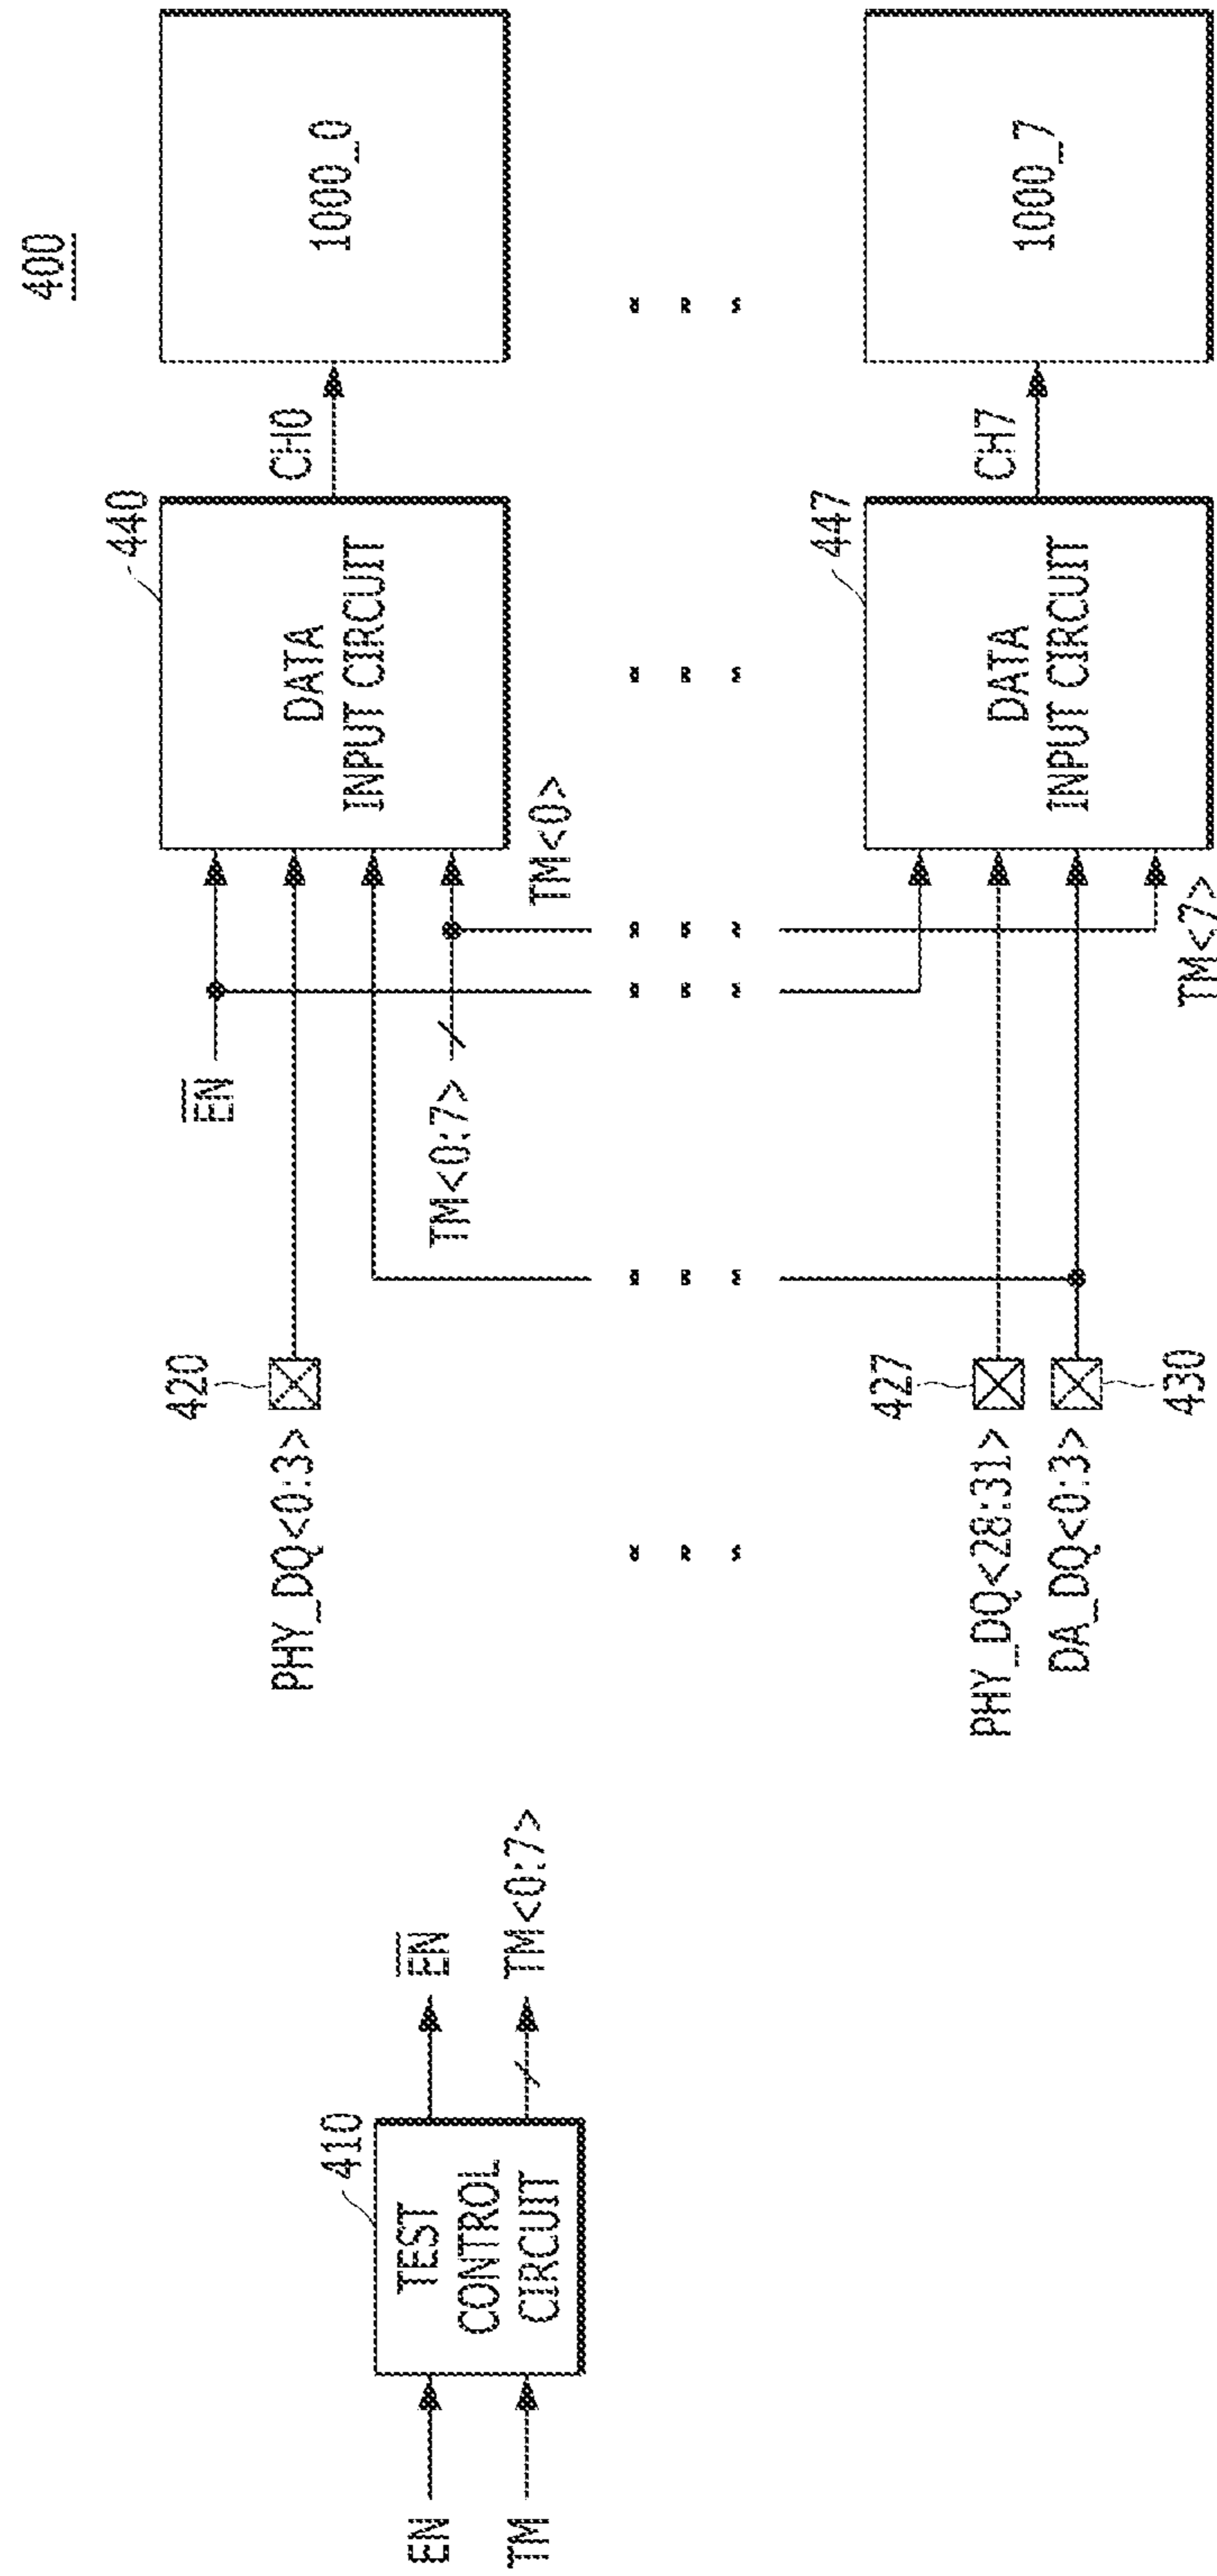 400
EN
TM
410
TEST
CONTROL
CIRCUIT
EN
TM<0:7>
PHY_DQ<0:3>
420
EN
TM<0:7>
TM<0>
440
DATA
INPUT CIRCUIT
CH0
1000_0
PHY_DQ<28:31>
427
DA_DQ<0:3>
430
TM<7>
447
DATA
INPUT CIRCUIT
CH7
1000_7